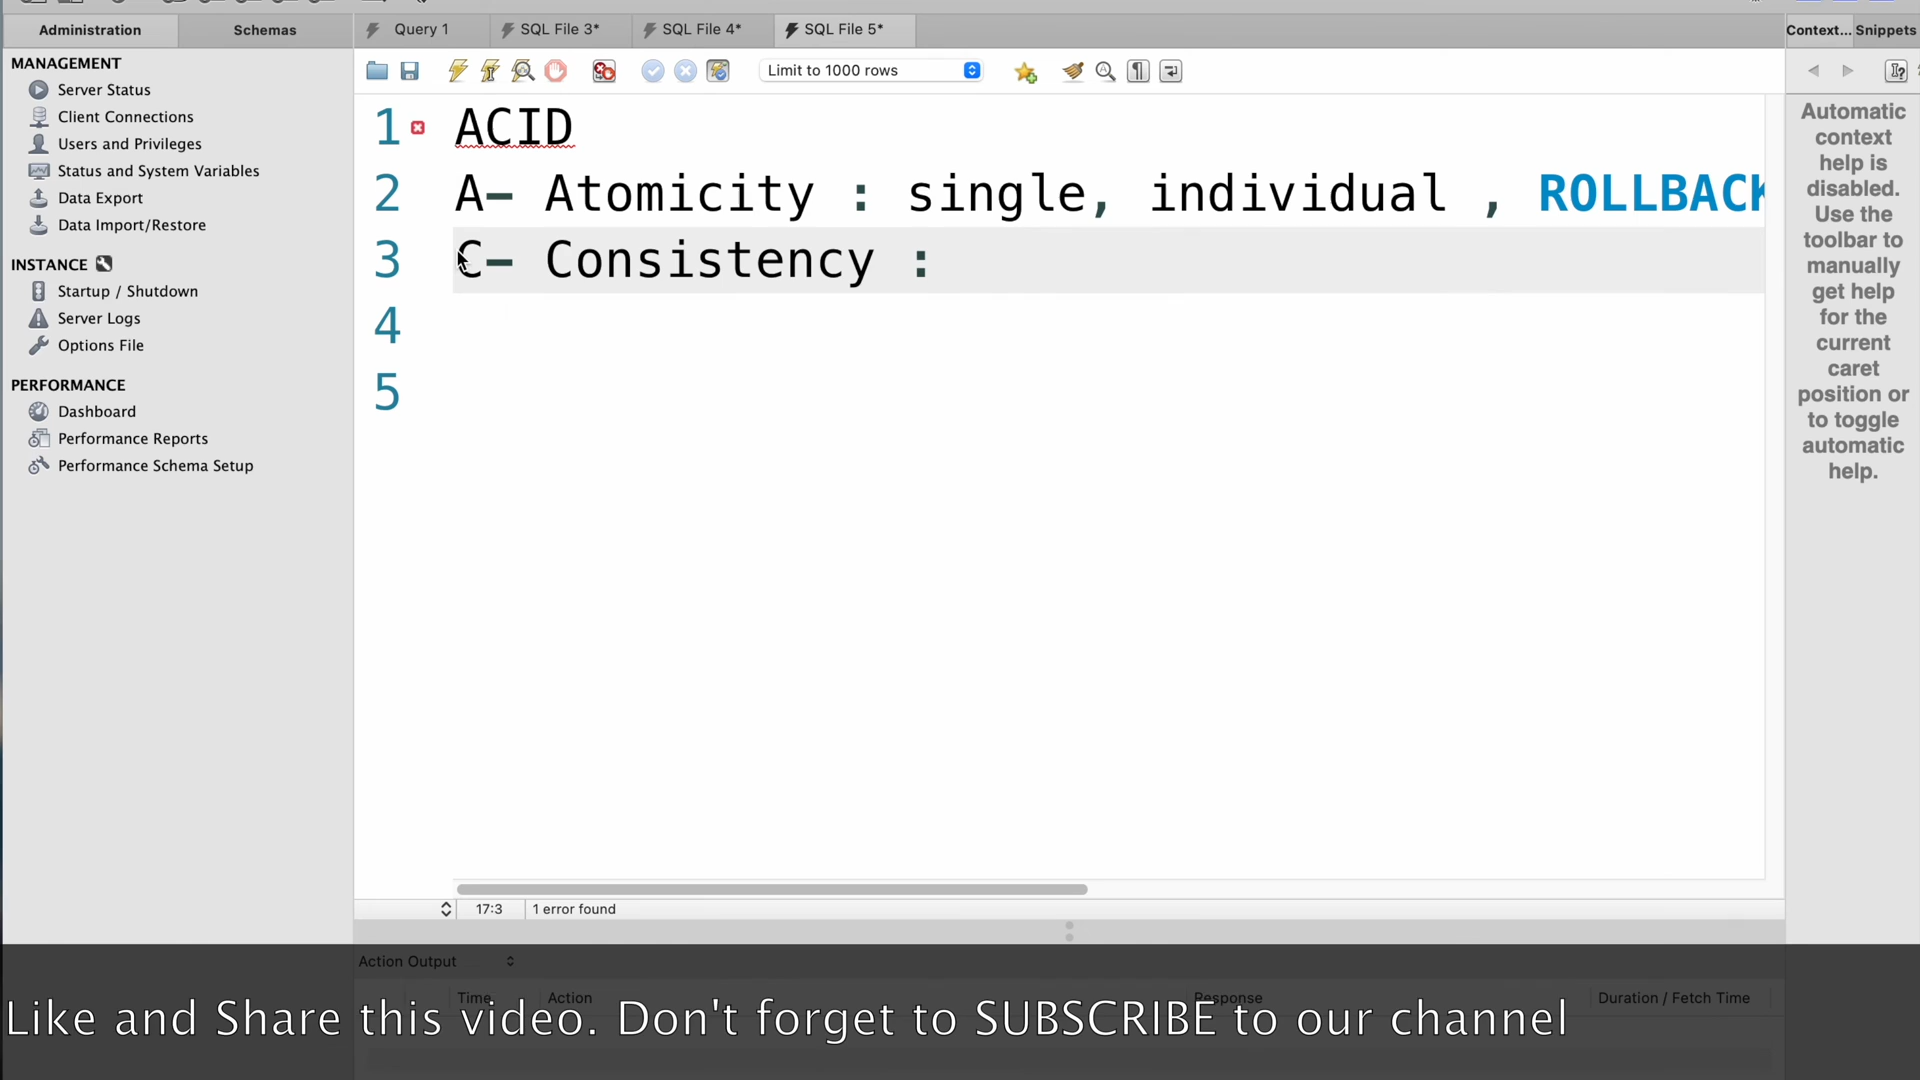 Administration Schemas
Query 1 SQL File 3* SQL File 4* SQL File 5*
Context... Snippets
Limit to 1000 rows
MANAGEMENT
Server Status
Client Connections
Users and Privileges
Status and System Variables
Data Export
Data Import/Restore
INSTANCE
Startup / Shutdown
Server Logs
Options File
PERFORMANCE
Dashboard
Performance Reports
Performance Schema Setup
1 ACID
2 A- Atomicity : single, individual , ROLLBACK
3 C- Consistency :
4
5
Automatic
context
help is
disabled.
Use the
toolbar to
manually
get help
for the
current
caret
position or
to toggle
automatic
help.
17:3 1 error found
Action Output
Time Action Response Duration / Fetch Time
Like and Share this video. Don't forget to SUBSCRIBE to our channel